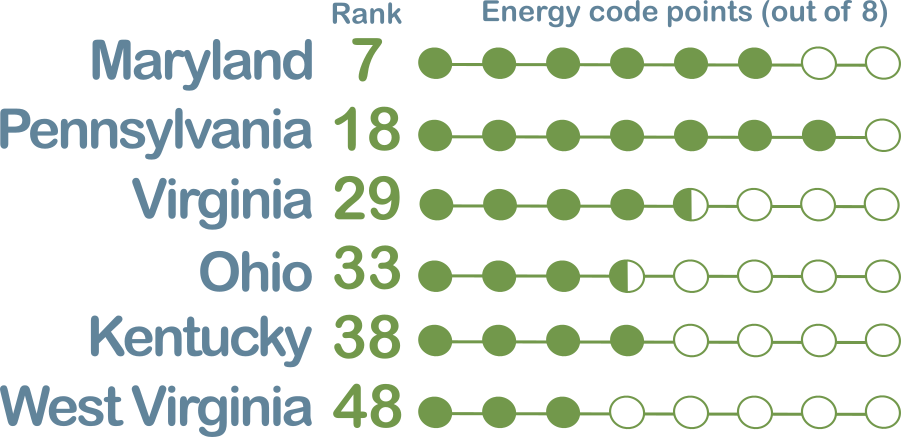 Rank Energy code points (out of 8)
Maryland 7
Pennsylvania 18
Virginia 29
Ohio 33
Kentucky 38
West Virginia 48